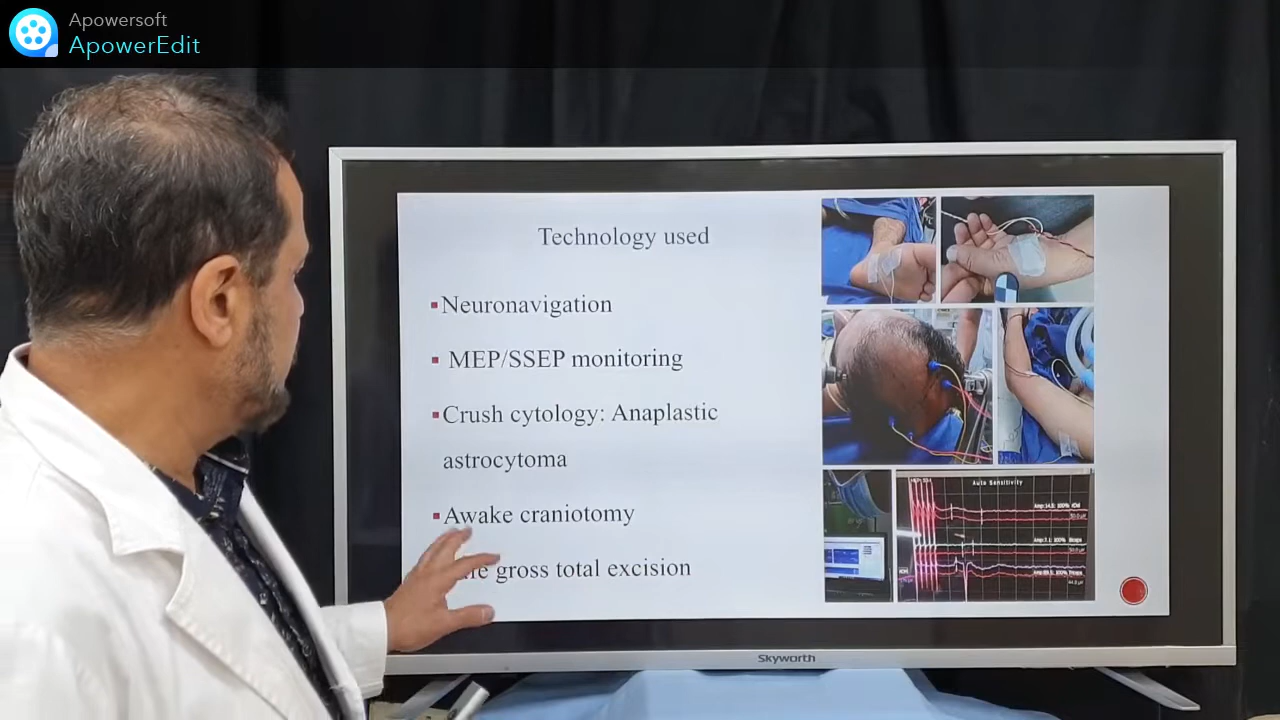 Apowersoft
ApowerEdit
Technology used
Neuronavigation
MEP/SSEP monitoring
Crush cytology: Anaplastic
astrocytoma
Awake craniotomy
gross total excision
Auto Sensitivity
Skyworth